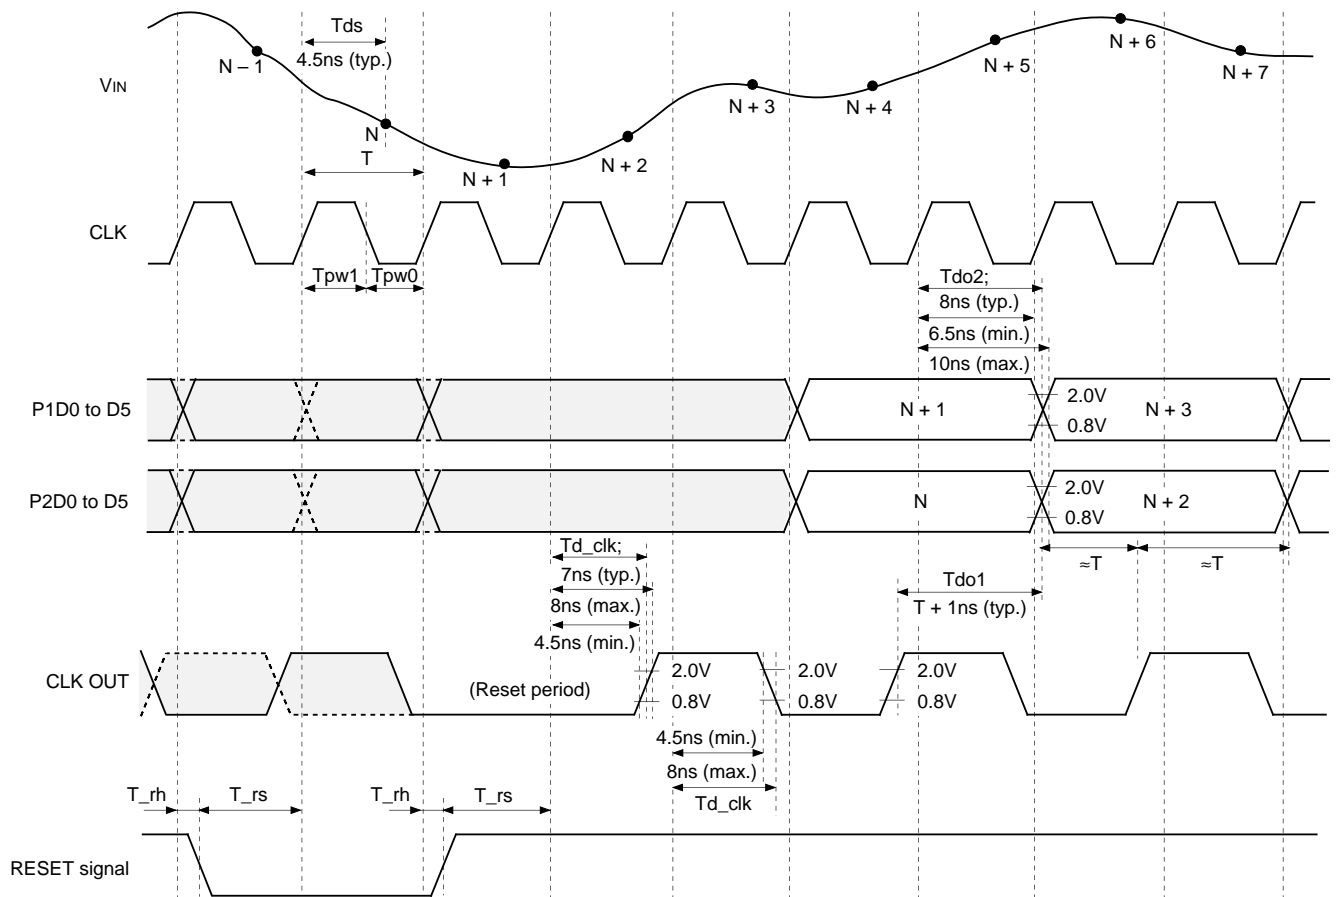 Tds
4.5ns (typ.)
N – 1
N
N + 1
N + 2
N + 3
N + 4
N + 5
N + 6
N + 7
VIN
T
CLK
Tpw1
Tpw0
Tdo2;
8ns (typ.)
6.5ns (min.)
10ns (max.)
P1D0 to D5
N + 1
2.0V
0.8V
N + 3
P2D0 to D5
N
2.0V
0.8V
N + 2
≈T
≈T
Td_clk;
7ns (typ.)
8ns (max.)
4.5ns (min.)
Tdo1
T + 1ns (typ.)
CLK OUT
(Reset period)
2.0V
0.8V
2.0V
0.8V
2.0V
0.8V
4.5ns (min.)
8ns (max.)
Td_clk
T_rh
T_rs
T_rh
T_rs
RESET signal